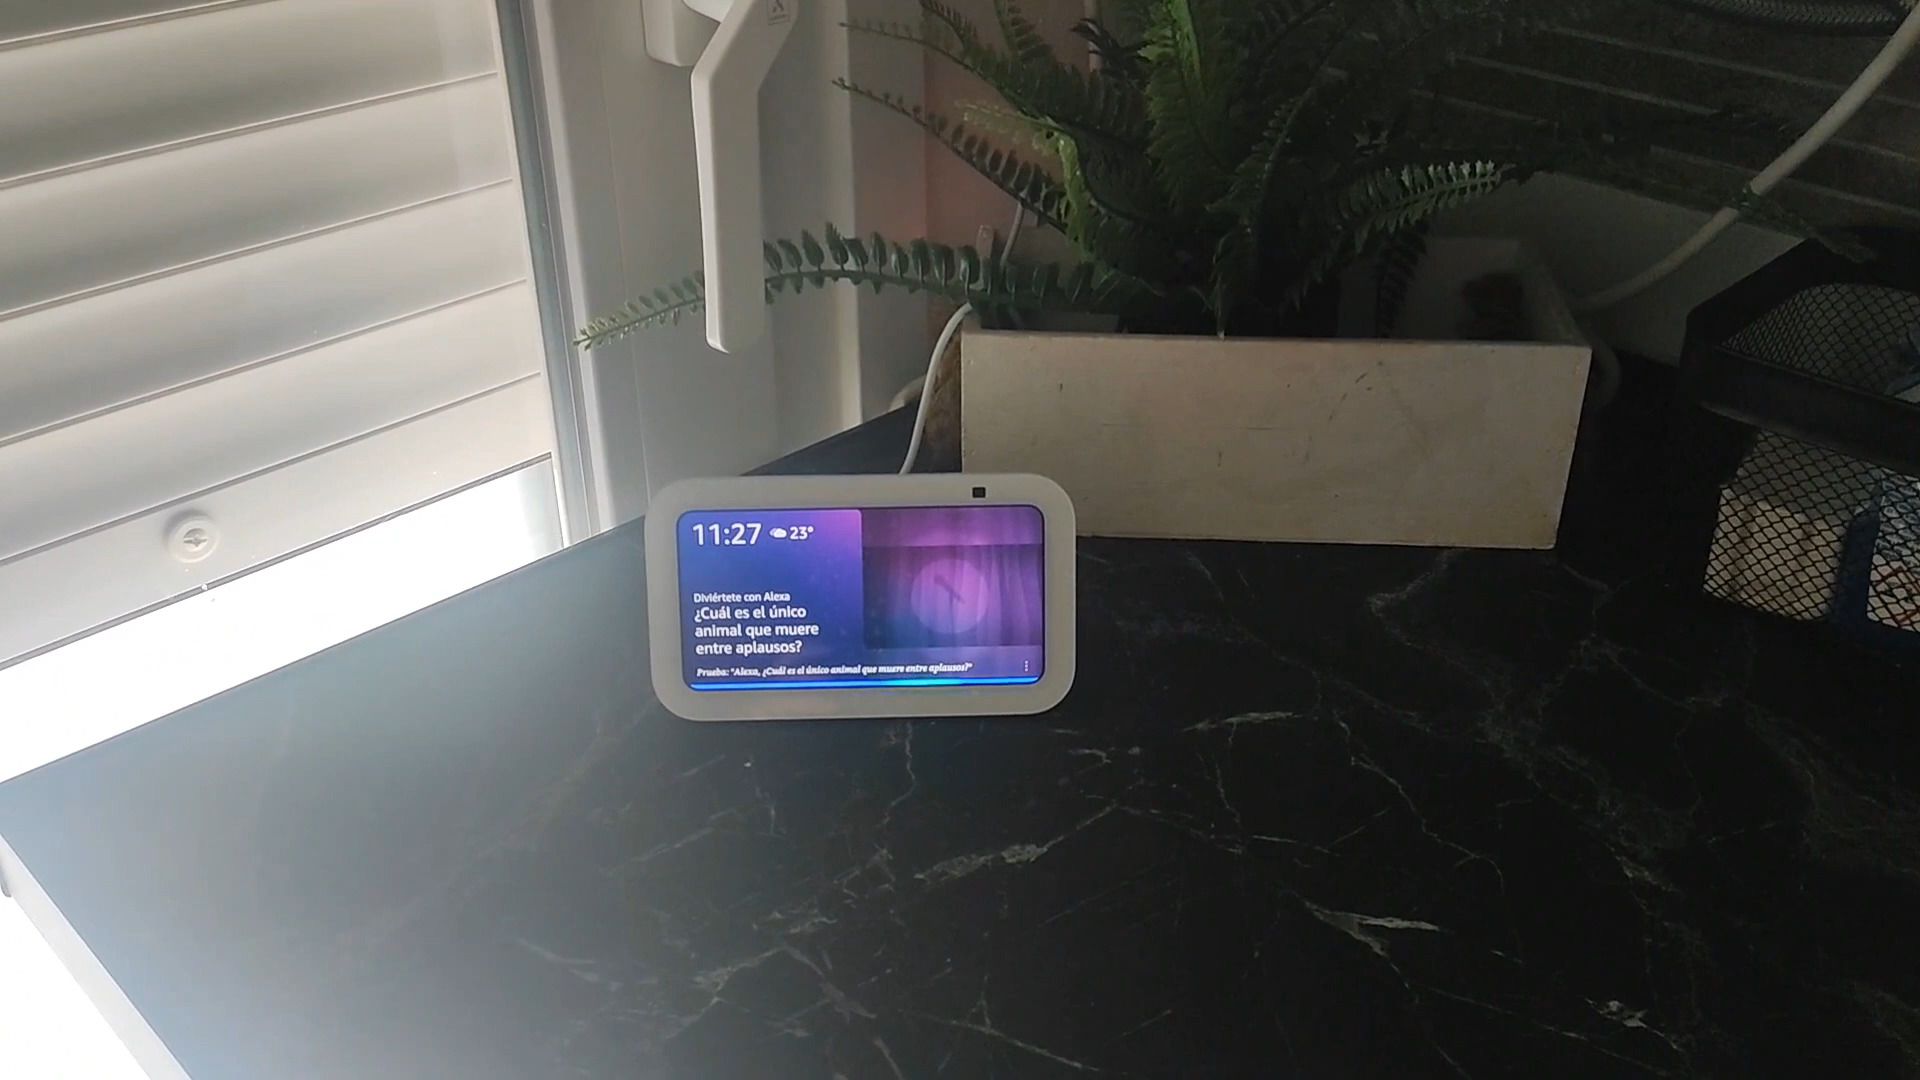 11:27 23°
Diviértete con Alexa
¿Cuál es el único
animal que muere
entre aplausos?
Prueba: "Alexa, ¿Cuál es el único animal que muere entre aplausos?"